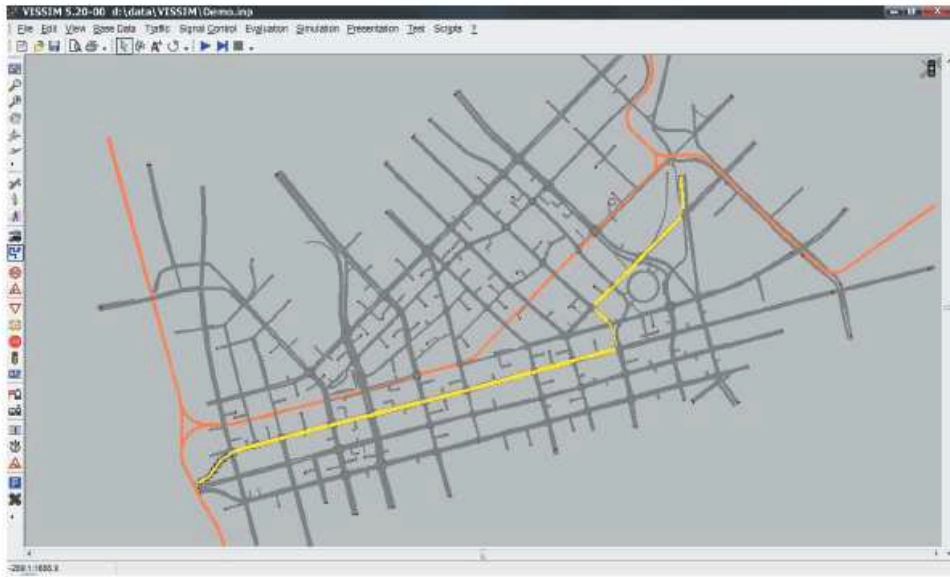 VISSIM 5.20-00 d:\data\VISSIM\Demo.inp
File Edit View Base Data Traffic Signal Control Evaluation Simulation Presentation Test Scripts ?